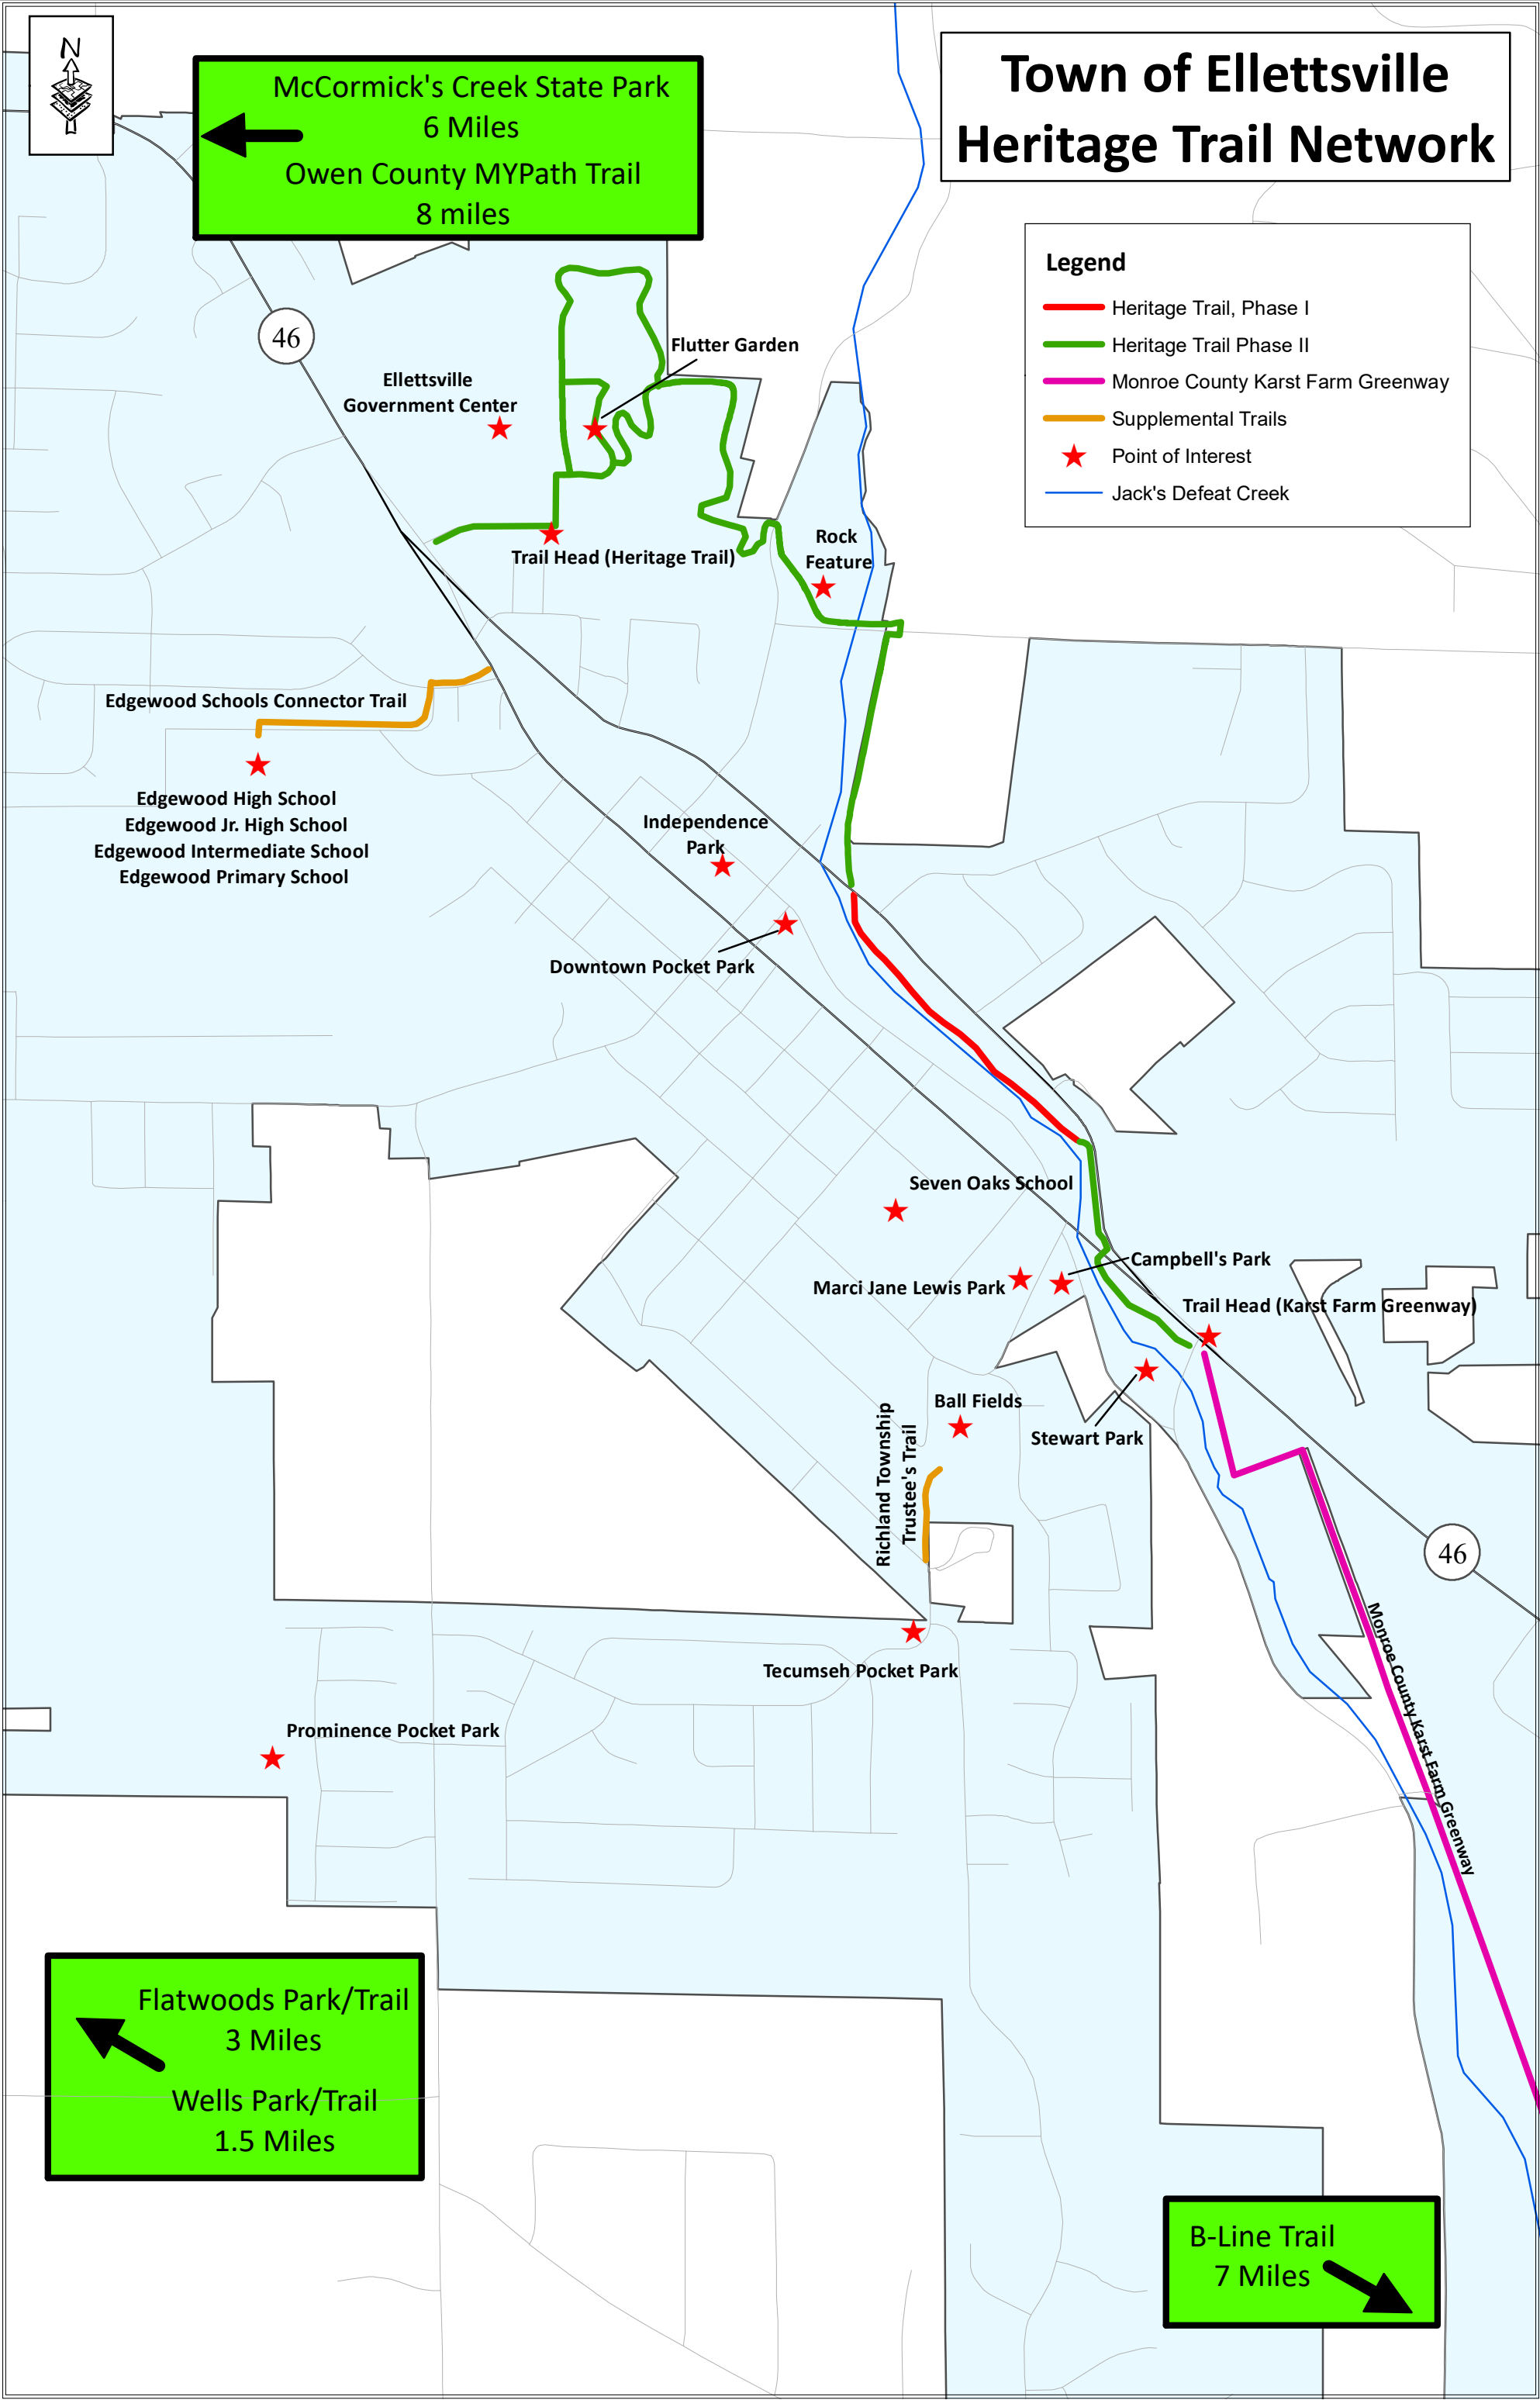 N
McCormick's Creek State Park
6 Miles
Owen County MYPath Trail
8 miles
Town of Ellettsville
Heritage Trail Network
Legend
Heritage Trail, Phase I
Heritage Trail Phase II
Monroe County Karst Farm Greenway
Supplemental Trails
Point of Interest
Jack's Defeat Creek
46
Flutter Garden
Ellettsville
Government Center
Trail Head (Heritage Trail)
Rock
Feature
Edgewood Schools Connector Trail
Edgewood High School
Edgewood Jr. High School
Edgewood Intermediate School
Edgewood Primary School
Independence
Park
Downtown Pocket Park
Seven Oaks School
Campbell's Park
Marci Jane Lewis Park
Trail Head (Karst Farm Greenway)
Ball Fields
Stewart Park
Richland Township
Trustee's Trail
46
Monroe County Karst Farm Greenway
Tecumseh Pocket Park
Prominence Pocket Park
Flatwoods Park/Trail
3 Miles
Wells Park/Trail
1.5 Miles
B-Line Trail
7 Miles